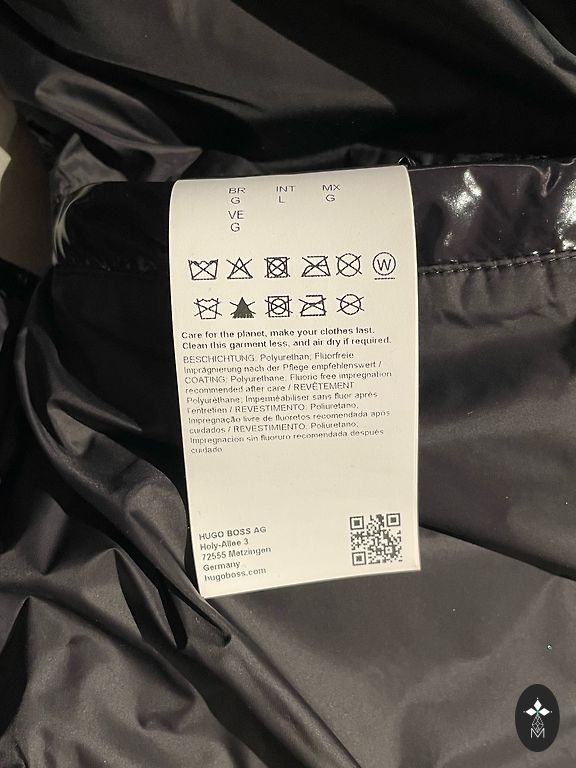 BR INT MX
G L G
VE
G
W
Care for the planet, make your clothes last.
Clean this garment less, and air dry if required.
BESCHICHTUNG: Polyurethan; Fluorfreie
Imprägnierung nach der Pflege empfehlenswert /
COATING: Polyurethane; Fluoric free impregnation
recommended after care / REVÊTEMENT
Polyuréthane; Imperméabiliser sans fluor après
l'entretien / REVESTIMENTO: Poliuretano,
Impregnação livre de fluoretos recomendada após
cuidados / REVESTIMIENTO: Poliuretano,
Impregnación sin fluoruro recomendada después
cuidado
HUGO BOSS AG
Holy-Allee 3
72555 Metzingen
Germany
hugoboss.com
M